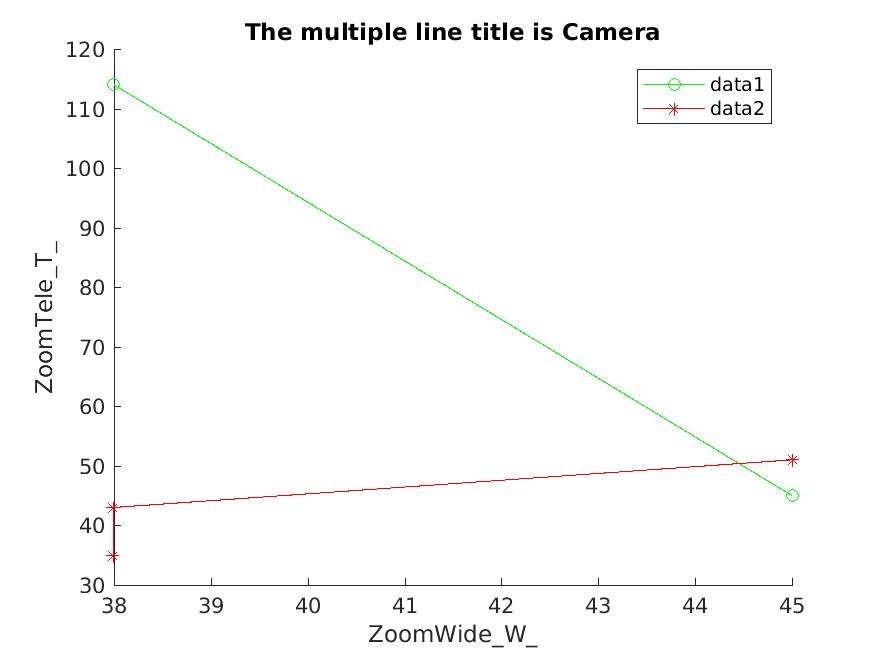 The multiple line title is Camera
data1
data2
120
110
100
90
80
70
60
50
40
30
ZoomTele_T_
38 39 40 41 42 43 44 45
ZoomWide_W_